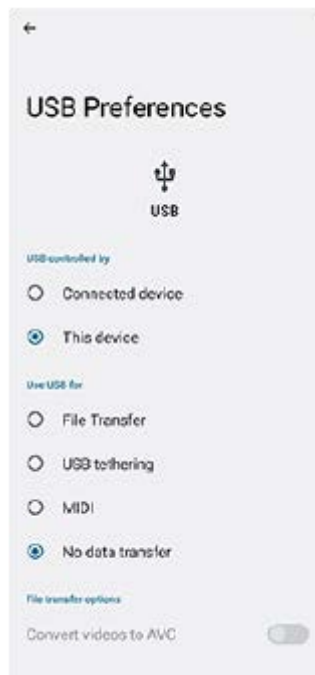 USB Preferences
USB
USB controlled by
Connected device
This device
Use USB for
File Transfer
USB tethering
MIDI
No data transfer
File transfer options
Convert videos to AVC